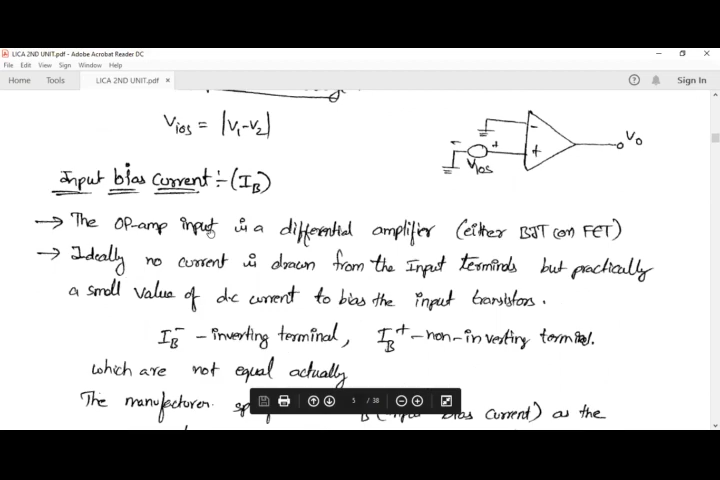 LICA 2ND UNIT.pdf - Adobe Acrobat Reader DC
File Edit View Sign Window Help
Home Tools LICA 2ND UNIT.pdf × Sign In
Vios = |V1-V2|
- + Vios - + Vo
Input bias current ÷ (IB)
→ The OP-amp input is a differential amplifier (either BJT (or) FET)
→ Ideally no current is drawn from the Input terminals but practically
a small value of d.c current to bias the input transistors.
IB⁻ - inverting terminal, IB⁺ - non-inverting terminal.
which are not equal actually
The manufacturer
5 / 38
bias current) as the